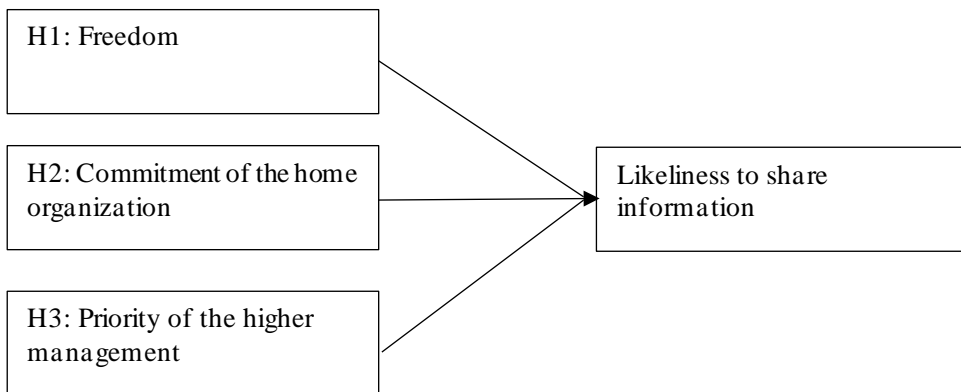 H1: Freedom
H2: Commitment of the home
organization
Likeliness to share
information
H3: Priority of the higher
management